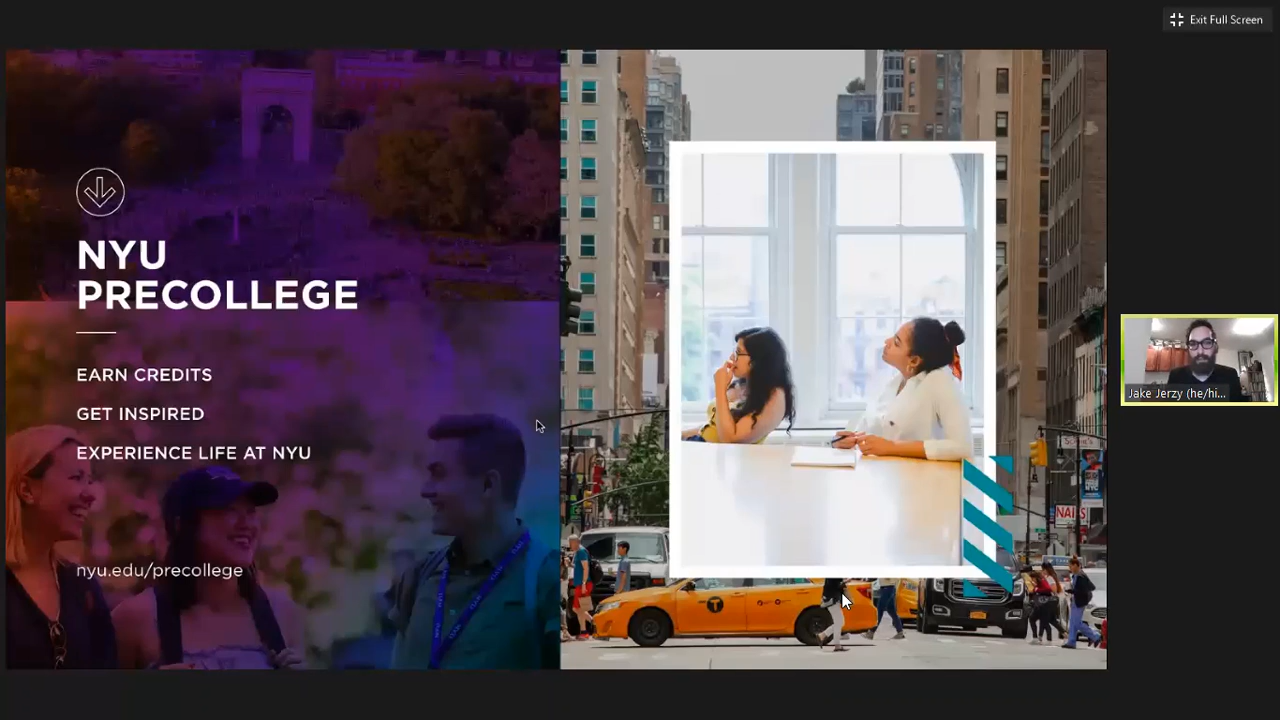 Exit Full Screen
NYU
PRECOLLEGE
EARN CREDITS
GET INSPIRED
EXPERIENCE LIFE AT NYU
nyu.edu/precollege
NAILS
T
Jake Jerzy (he/hi...